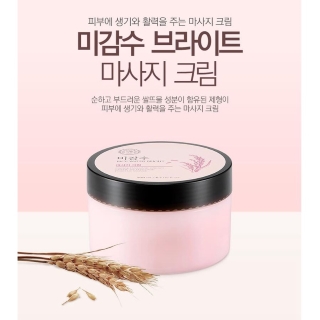 피부에 생기와 활력을 주는 마사지 크림
미감수 브라이트
마사지 크림
순하고 부드러운 쌀뜨물 성분이 함유된 제형이
피부에 생기와 활력을 주는 마사지 크림
미감수